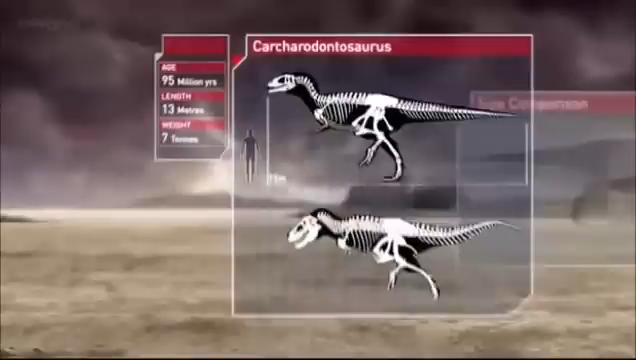 Carcharodontosaurus
AGE
95 Million yrs
LENGTH
13 Metres
WEIGHT
7 Tonnes
Size Comparison